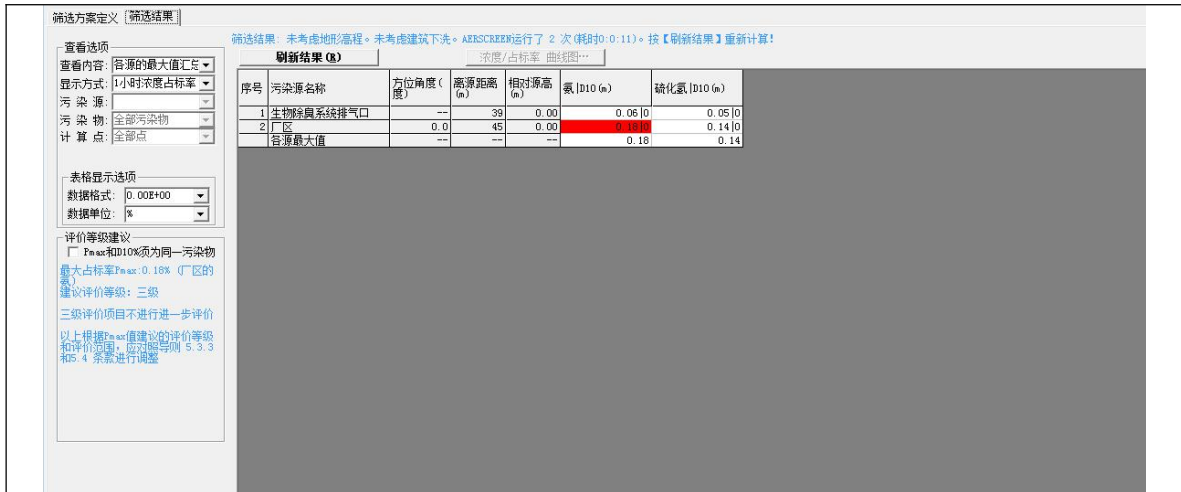 筛选方案定义 筛选结果
筛选结果: 未考虑地形高程。未考虑建筑下洗。AERSCREEN运行了 2 次(耗时0:0:11)。按【刷新结果】重新计算!
刷新结果(R) 浓度/占标率 曲线图…
查看选项
查看内容: 各源的最大值汇总
显示方式: 1小时浓度占标率
污 染 源:
污 染 物: 全部污染物
计 算 点: 全部点
序号 污染源名称 方位角度(度) 离源距离(m) 相对源高(m) 氨|D10(m) 硫化氢|D10(m)
1 生物除臭系统排气口 -- 39 0.00 0.06|0 0.05|0
2 厂区 0.0 45 0.00 0.18|0 0.14|0
各源最大值 -- -- -- 0.18 0.14
表格显示选项
数据格式: 0.00E+00
数据单位: %
评价等级建议
Pmax和D10%须为同一污染物
最大占标率Pmax:0.18% (厂区的
氨)
建议评价等级: 三级
三级评价项目不进行进一步评价
以上根据Pmax值建议的评价等级
和评价范围,应对照导则 5.3.3
和5.4 条款进行调整